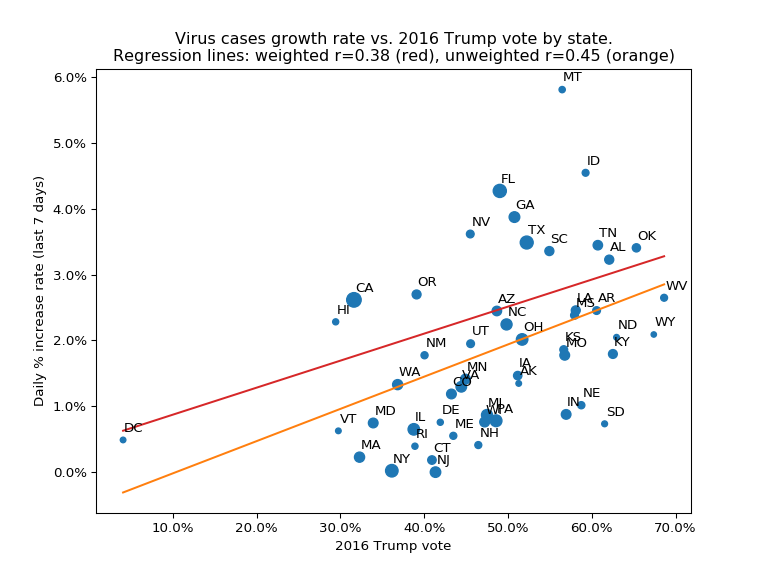 Virus cases growth rate vs. 2016 Trump vote by state.
Regression lines: weighted r=0.38 (red), unweighted r=0.45 (orange)
6.0%
MT
ID
5.0%
FL
4.0%
GA
NV
TX
SC
TN
OK
AL
3.0%
CA
OR
WV
HI
AZ
LA
AR
MS
NC
2.0%
UT
OH
ND
WY
NM
KS
MO
KY
WA
MN
VA
CO
IA
AK
1.0%
NE
IN
SD
VT
MD
IL
RI
DE
ME
MI
WI
PA
NH
DC
MA
NY
CT
NJ
0.0%
Daily % increase rate (last 7 days)
10.0%
20.0%
30.0%
40.0%
50.0%
60.0%
70.0%
2016 Trump vote